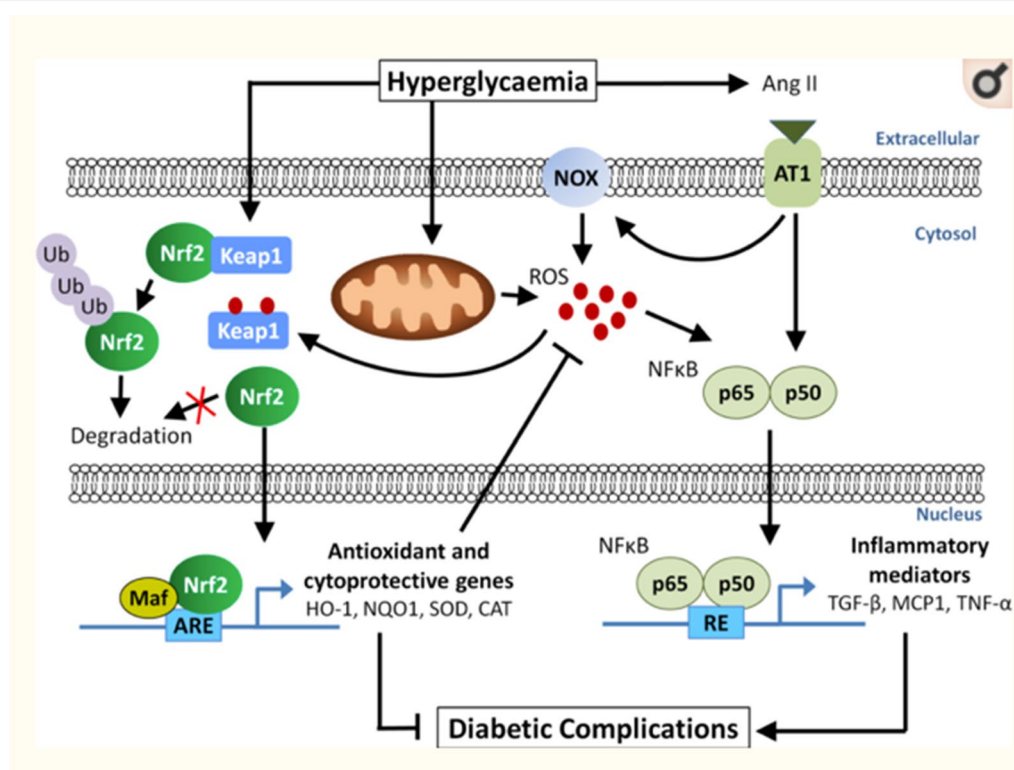 Hyperglycaemia
Ang II
Extracellular
NOX
AT1
Cytosol
Ub
Ub
Ub
Nrf2
Keap1
ROS
Keap1
Nrf2
NFκB
p65
p50
Nrf2
Degradation
Nucleus
Antioxidant and
cytoprotective genes
HO-1, NQO1, SOD, CAT
NFκB
Inflammatory
mediators
TGF-β, MCP1, TNF-α
Maf
Nrf2
ARE
p65
p50
RE
Diabetic Complications